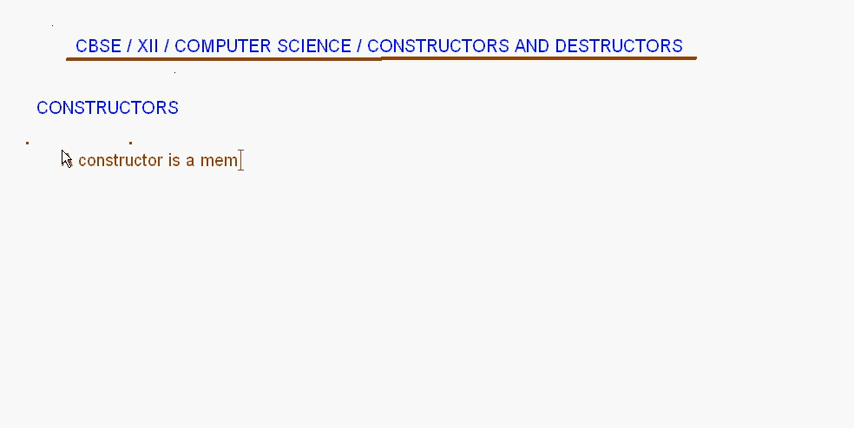 CBSE / XII / COMPUTER SCIENCE / CONSTRUCTORS AND DESTRUCTORS
CONSTRUCTORS
constructor is a mem